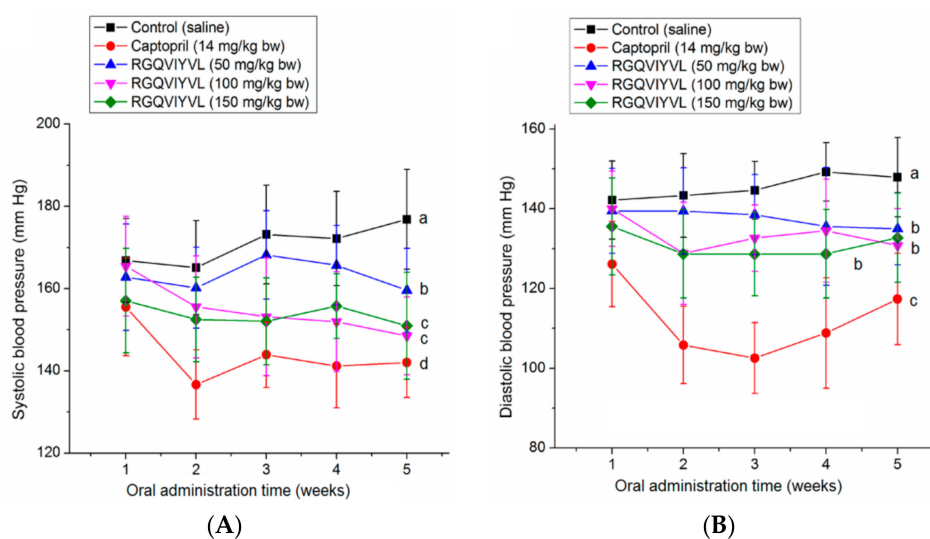 Control (saline)
Captopril (14 mg/kg bw)
RGQVIYVL (50 mg/kg bw)
RGQVIYVL (100 mg/kg bw)
RGQVIYVL (150 mg/kg bw)
Systolic blood pressure (mm Hg)
200
180
160
140
120
a
b
c
c
d
1 2 3 4 5
Oral administration time (weeks)
(A)
Control (saline)
Captopril (14 mg/kg bw)
RGQVIYVL (50 mg/kg bw)
RGQVIYVL (100 mg/kg bw)
RGQVIYVL (150 mg/kg bw)
Diastolic blood pressure (mm Hg)
160
140
120
100
80
a
b
b
b
c
1 2 3 4 5
Oral administration time (weeks)
(B)